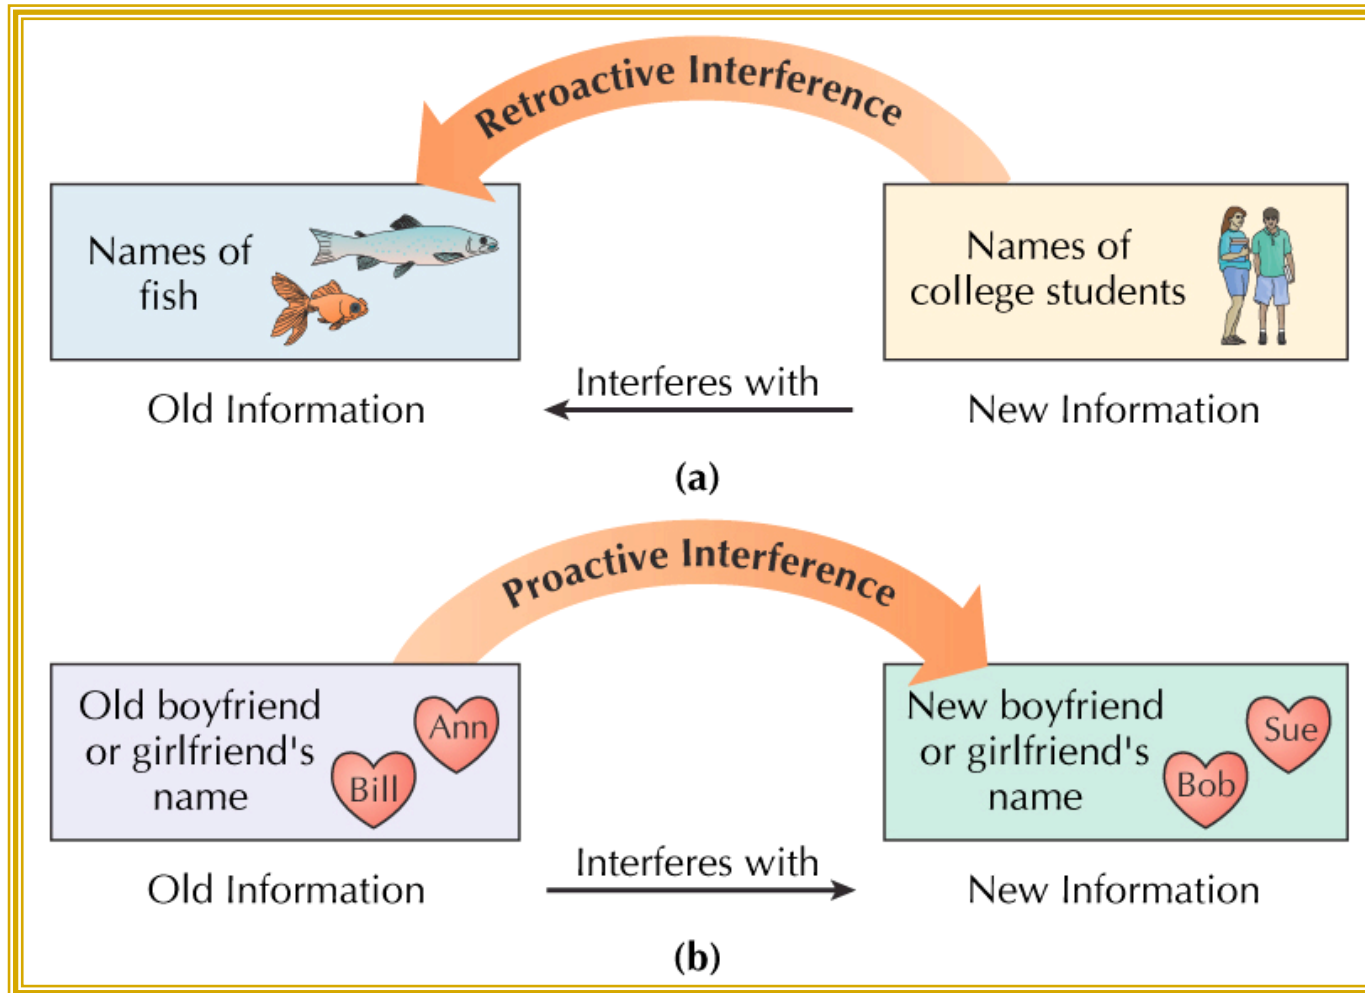 Retroactive Interference
Names of
fish
Names of
college students
Interferes with
Old Information
New Information
(a)
Proactive Interference
Old boyfriend
or girlfriend's
name
Ann
Bill
New boyfriend
or girlfriend's
name
Sue
Bob
Interferes with
Old Information
New Information
(b)